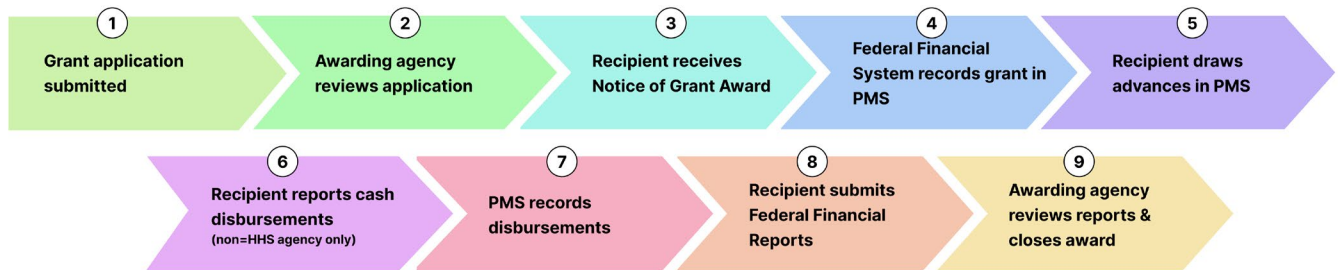 1
Grant application
submitted
2
Awarding agency
reviews application
3
Recipient receives
Notice of Grant Award
4
Federal Financial
System records grant in
PMS
5
Recipient draws
advances in PMS
6
Recipient reports cash
disbursements
(non=HHS agency only)
7
PMS records
disbursements
8
Recipient submits
Federal Financial
Reports
9
Awarding agency
reviews reports &
closes award